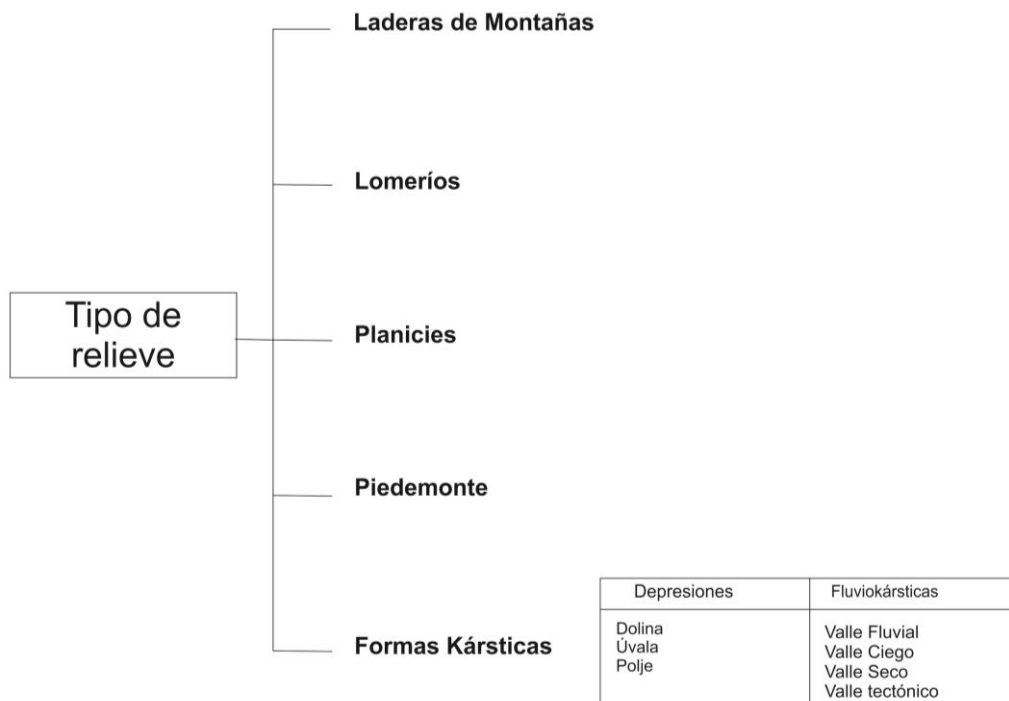 Laderas de Montañas
Lomeríos
Tipo de
relieve
Planicies
Piedemonte
Formas Kársticas
Depresiones
Fluviokársticas
Dolina
Úvala
Polje
Valle Fluvial
Valle Ciego
Valle Seco
Valle tectónico